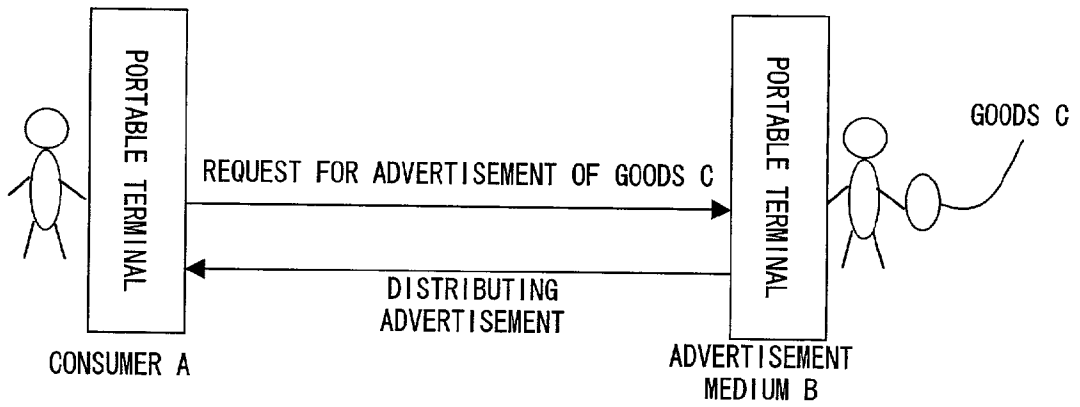 PORTABLE TERMINAL
PORTABLE TERMINAL
GOODS C
REQUEST FOR ADVERTISEMENT OF GOODS C
DISTRIBUTING
ADVERTISEMENT
CONSUMER A
ADVERTISEMENT
MEDIUM B